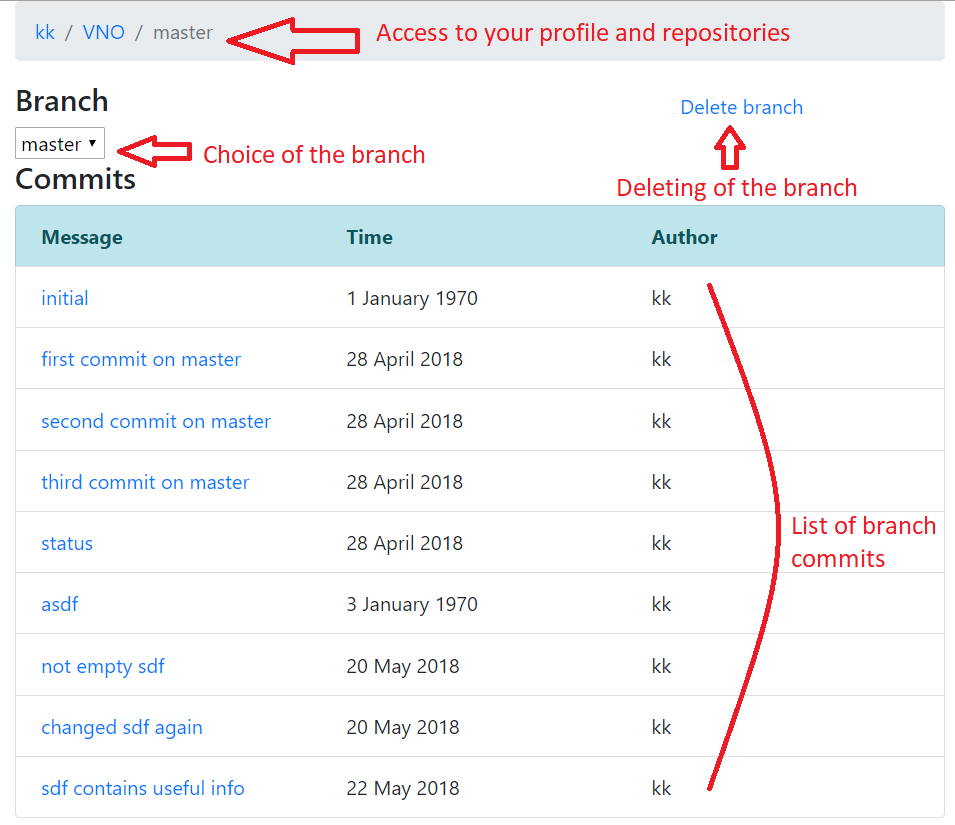 kk / VNO / master
Access to your profile and repositories
Branch
Delete branch
master
Choice of the branch
Deleting of the branch
Commits
Message Time Author
initial 1 January 1970 kk
first commit on master 28 April 2018 kk
second commit on master 28 April 2018 kk
third commit on master 28 April 2018 kk
status 28 April 2018 kk
asdf 3 January 1970 kk
not empty sdf 20 May 2018 kk
changed sdf again 20 May 2018 kk
sdf contains useful info 22 May 2018 kk
List of branch
commits